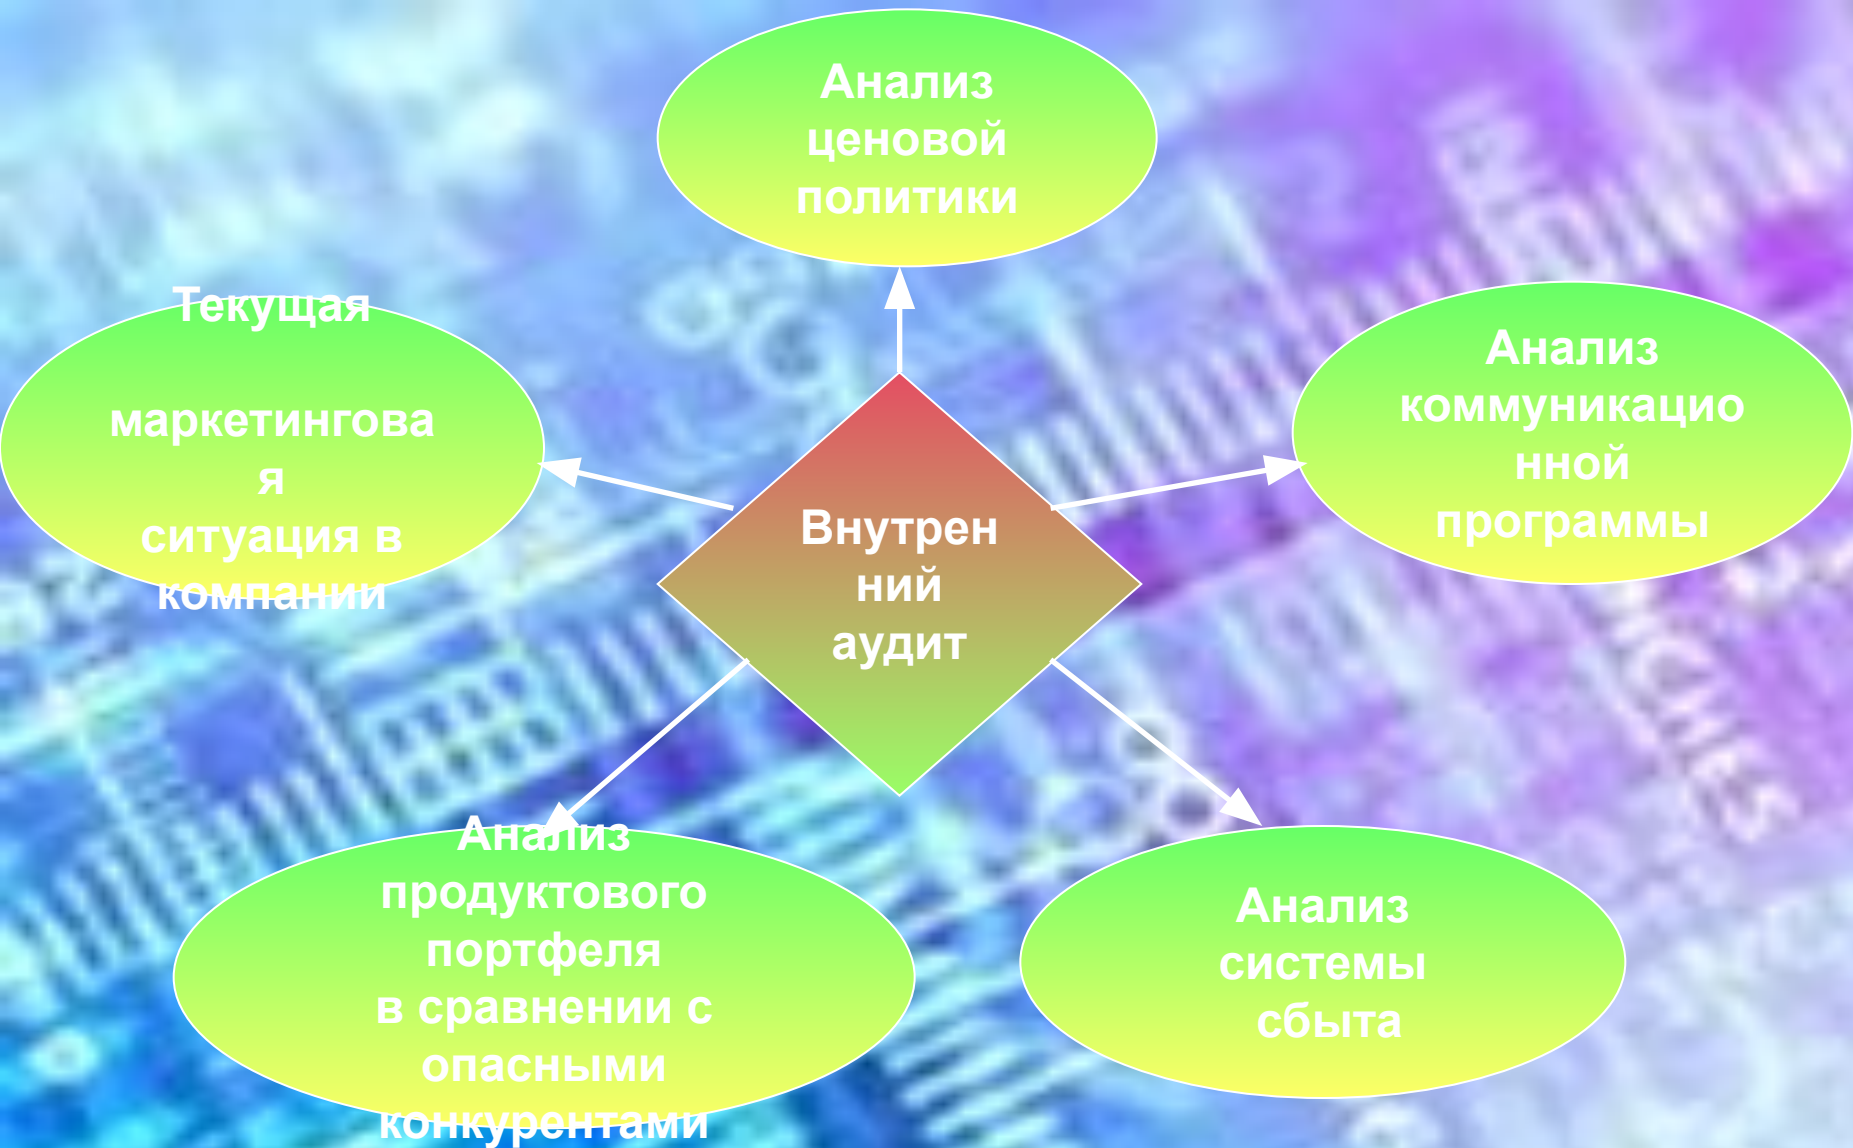 Анализ
ценовой
политики
Текущая
маркетингова
я
ситуация в
компании
Анализ
коммуникацио
нной
программы
Внутрен
ний
аудит
Анализ
продуктового
портфеля
в сравнении с
опасными
конкурентами
Анализ
системы
сбыта